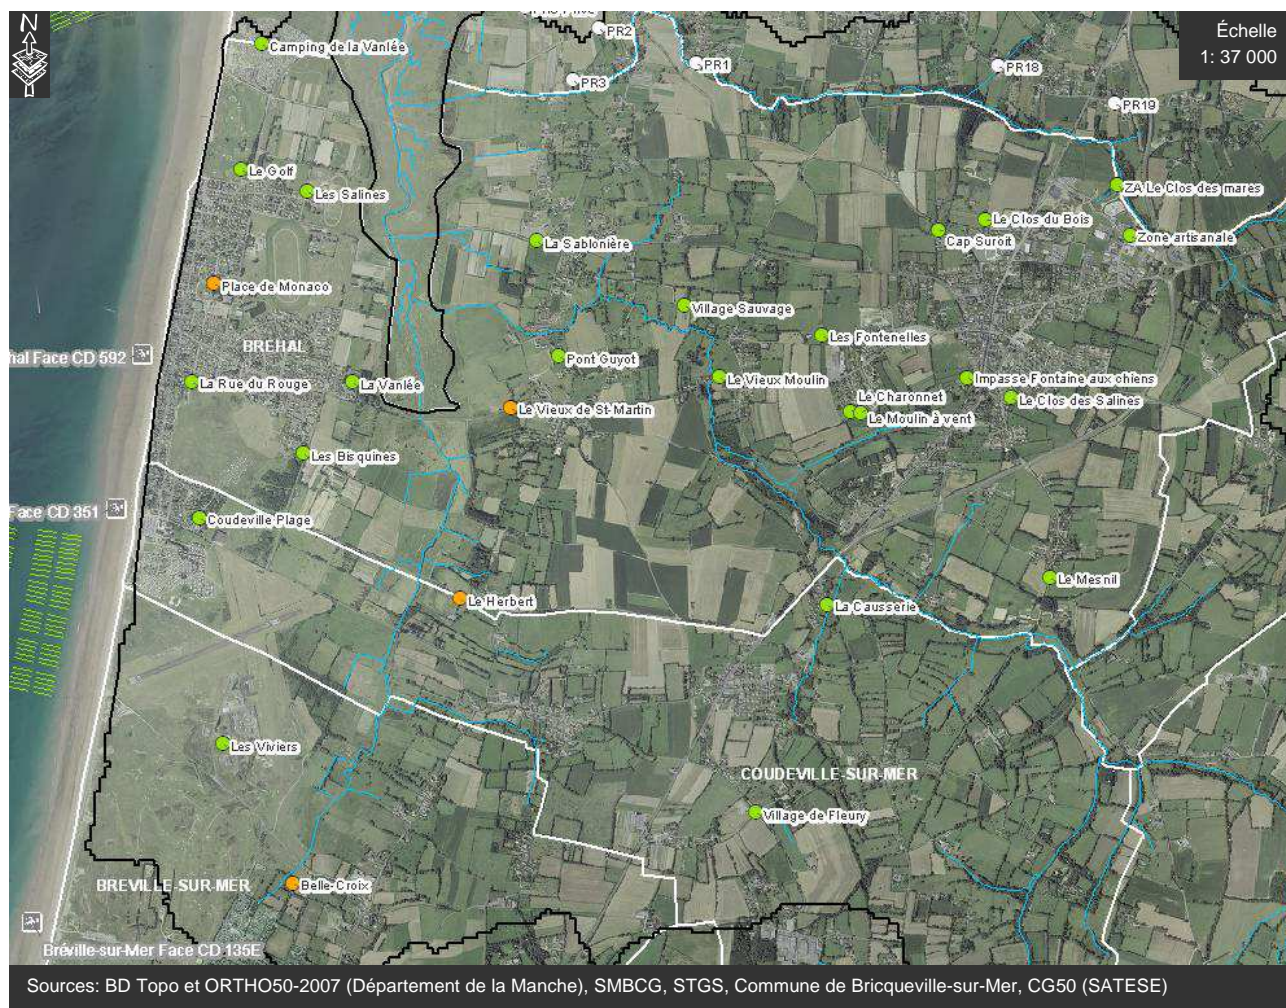 N
Échelle
1: 37 000
Camping de la Vanlée
PR2
PR1
PR3
PR18
PR19
Le Golf
Les Salines
ZA Le Clos des mares
Le Clos du Bois
Cap Suroit
Zone artisanale
La Sablonière
Place de Monaco
Village Sauvage
BREHAL
Les Fontenelles
hal Face CD 592
Pont Guyot
La Rue du Rouge
La Vanlée
Le Vieux Moulin
Impasse Fontaine aux chiens
Le Charonnet
Le Clos des Salines
Le Vieux de St-Martin
Le Moulin à vent
Les Bisquines
Face CD 351
Coudeville Plage
Le Mesnil
Le Herbert
La Causserie
Les Viviers
COUDEVILLE-SUR-MER
Village de Fleury
BREVILLE-SUR-MER
Belle-Croix
Bréville-sur-Mer Face CD 135E
Sources: BD Topo et ORTHO50-2007 (Département de la Manche), SMBCG, STGS, Commune de Bricqueville-sur-Mer, CG50 (SATESE)